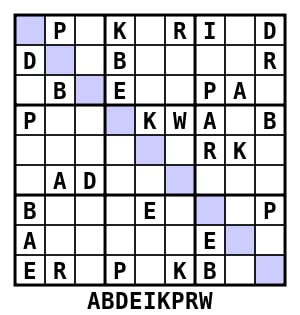 P K R I D
D B R
B E P A
P K W A B
R K
A D
B E P
A E
E R P K B
ABDEIKPRW